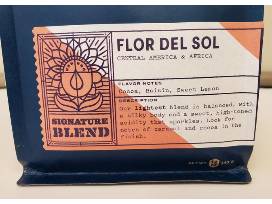 FLOR DEL SOL
CENTRAL AMERICA & AFRICA
FLAVOR NOTES
Cocoa, Raisin, Sweet Lemon
DESCRIPTION
Our lightest blend is balanced, with
a silky body and a sweet, high-toned
acidity that sparkles. Look for
notes of caramel and cocoa in the
finish.
SIGNATURE
BLEND